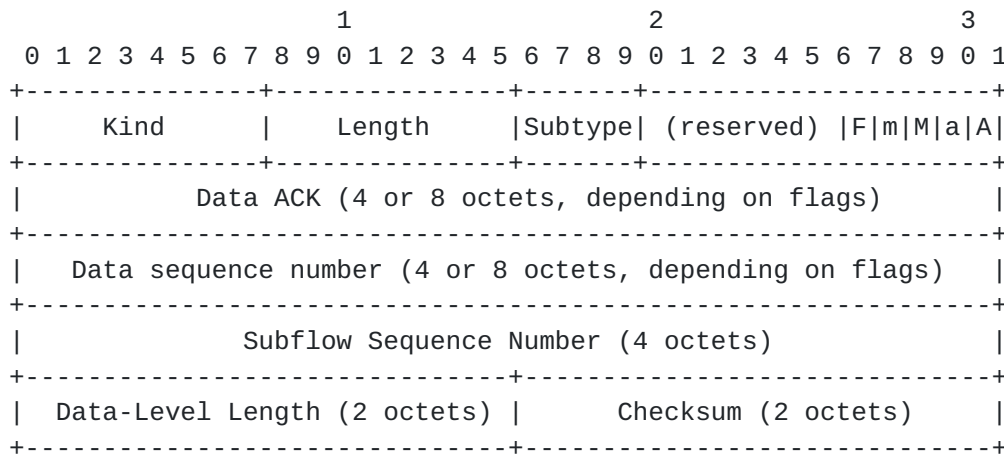 1                   2                   3
 0 1 2 3 4 5 6 7 8 9 0 1 2 3 4 5 6 7 8 9 0 1 2 3 4 5 6 7 8 9 0 1
+---------------+---------------+-------+----------------------+
|     Kind      |    Length     |Subtype| (reserved) |F|m|M|a|A|
+---------------+---------------+-------+----------------------+
|           Data ACK (4 or 8 octets, depending on flags)       |
+--------------------------------------------------------------+
|   Data sequence number (4 or 8 octets, depending on flags)   |
+--------------------------------------------------------------+
|              Subflow Sequence Number (4 octets)              |
+-------------------------------+------------------------------+
|  Data-Level Length (2 octets) |      Checksum (2 octets)     |
+-------------------------------+------------------------------+